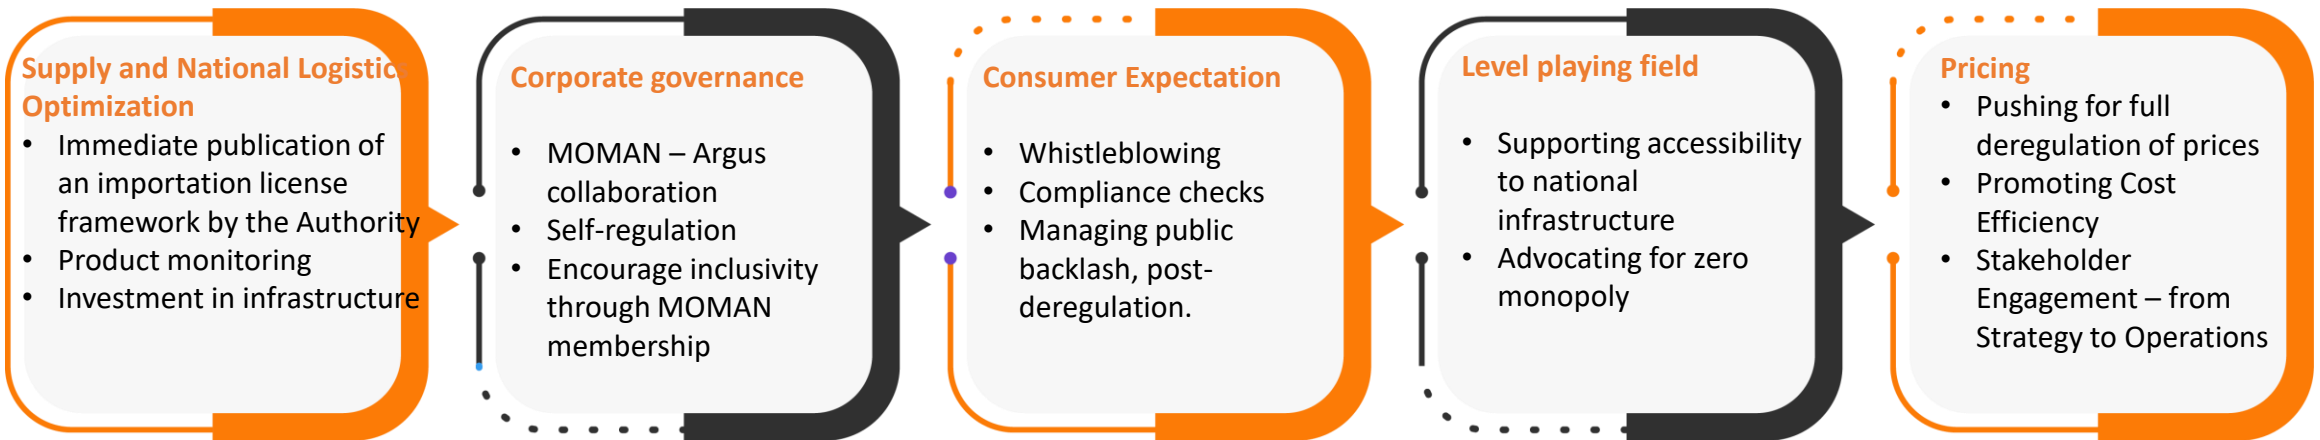 Supply and National Logistics
Optimization
• Immediate publication of
an importation license
framework by the Authority
• Product monitoring
• Investment in infrastructure
Corporate governance
• MOMAN – Argus
collaboration
• Self-regulation
• Encourage inclusivity
through MOMAN
membership
Consumer Expectation
• Whistleblowing
• Compliance checks
• Managing public
backlash, post-
deregulation.
Level playing field
• Supporting accessibility
to national
infrastructure
• Advocating for zero
monopoly
Pricing
• Pushing for full
deregulation of prices
• Promoting Cost
Efficiency
• Stakeholder
Engagement – from
Strategy to Operations